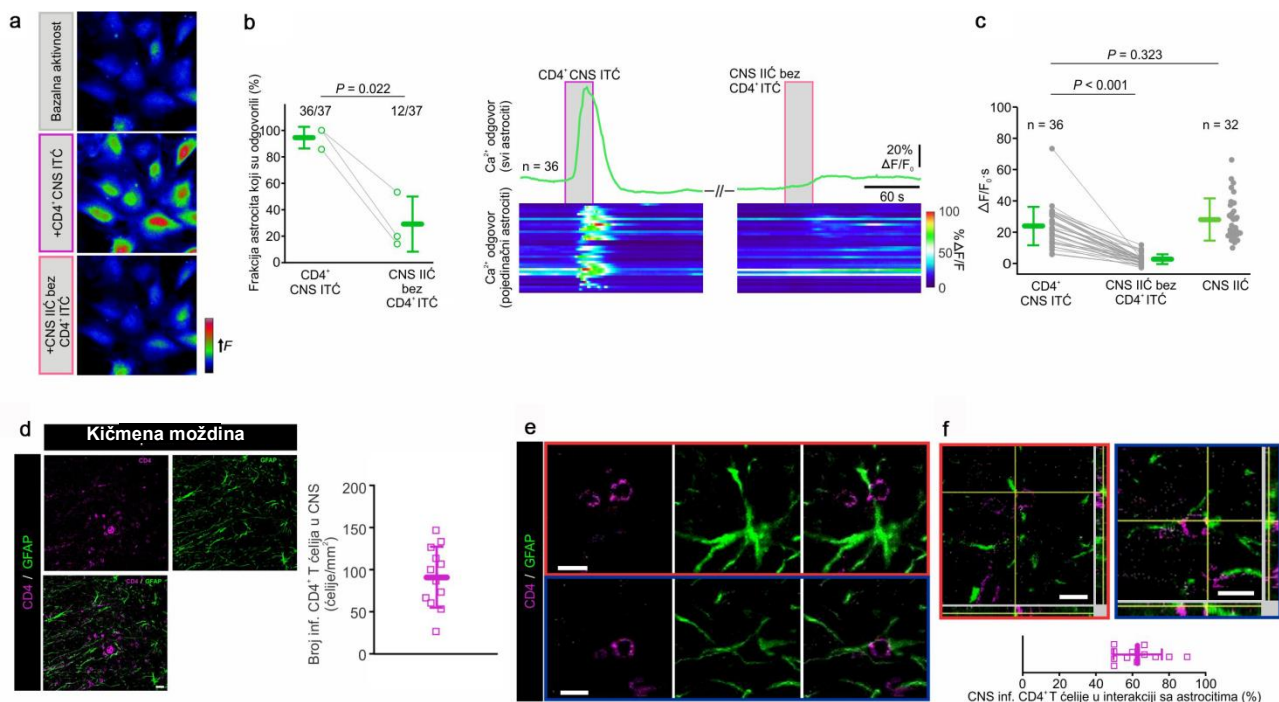 a
Bazalna aktivnost
+CD4⁺ CNS ITĆ
+CNS IIĆ bez
CD4⁺ ITĆ
↑F
b
Frakcija astrocita koji su odgovorili (%)
P = 0.022
36/37
12/37
100
80
60
40
20
0
CD4⁺
CNS ITĆ
CNS IIĆ
bez
CD4⁺ ITĆ
CD4⁺ CNS ITĆ
CNS IIĆ bez
CD4⁺ ITĆ
Ca²⁺ odgovor
(svi astrociti)
n = 36
20%
ΔF/F₀
60 s
Ca²⁺ odgovor
(pojedinačni astrociti)
100
50
0
% ΔF/F
c
P = 0.323
P < 0.001
n = 36
n = 32
ΔF/F₀·s
100
80
60
40
20
0
CD4⁺
CNS ITĆ
CNS IIĆ bez
CD4⁺ ITĆ
CNS IIĆ
d
Kičmena moždina
CD4 / GFAP
CD4
GFAP
CD4 / GFAP
Broj inf. CD4⁺ T ćelija u CNS
(ćelije/mm²)
200
150
100
50
0
e
CD4 / GFAP
f
0
20
40
60
80
100
CNS inf. CD4⁺ T ćelije u interakciji sa astrocitima (%)